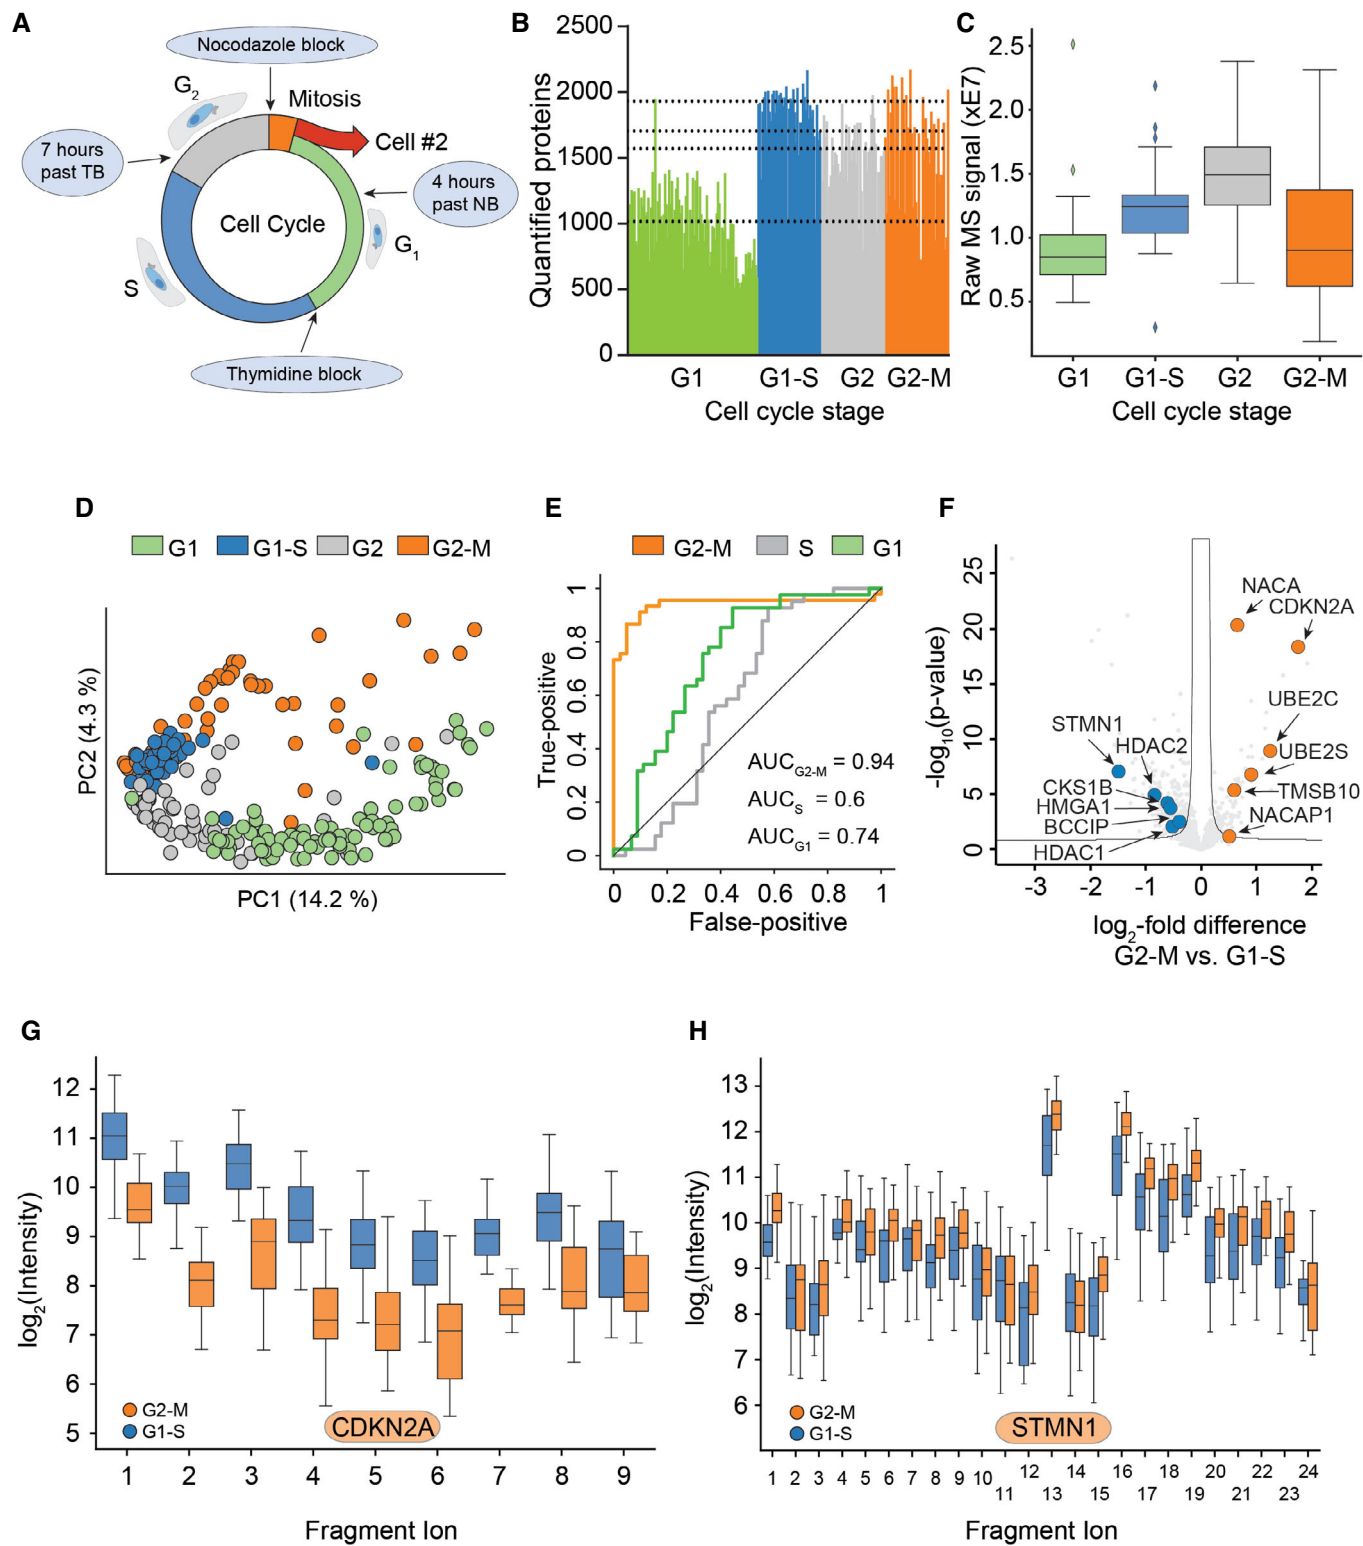 A
Nocodazole block
G2
Mitosis
Cell #2
7 hours
past TB
4 hours
past NB
Cell Cycle
G1
S
Thymidine block
B
Quantified proteins
2500
2000
1500
1000
500
0
G1 G1-S G2 G2-M
Cell cycle stage
C
Raw MS signal (xE7)
2.5
2.0
1.5
1.0
0.5
G1 G1-S G2 G2-M
Cell cycle stage
D
G1 G1-S G2 G2-M
PC2 (4.3 %)
PC1 (14.2 %)
E
G2-M S G1
True-positive
1
0.8
0.6
0.4
0.2
0
AUCG2-M = 0.94
AUCS = 0.6
AUCG1 = 0.74
0 0.2 0.4 0.6 0.8 1
False-positive
F
-log10(p-value)
25
20
15
10
5
0
NACA
CDKN2A
UBE2C
STMN1
HDAC2
UBE2S
CKS1B
TMSB10
HMGA1
NACAP1
BCCIP
HDAC1
-3 -2 -1 0 1 2
log2-fold difference
G2-M vs. G1-S
G
log2(Intensity)
12
11
10
9
8
7
6
5
G2-M
G1-S
CDKN2A
1 2 3 4 5 6 7 8 9
Fragment Ion
H
log2(Intensity)
13
12
11
10
9
8
7
6
G2-M
G1-S
STMN1
1 2 3 4 5 6 7 8 9 10 12 14 16 18 20 22 24
11 13 15 17 19 21 23
Fragment Ion